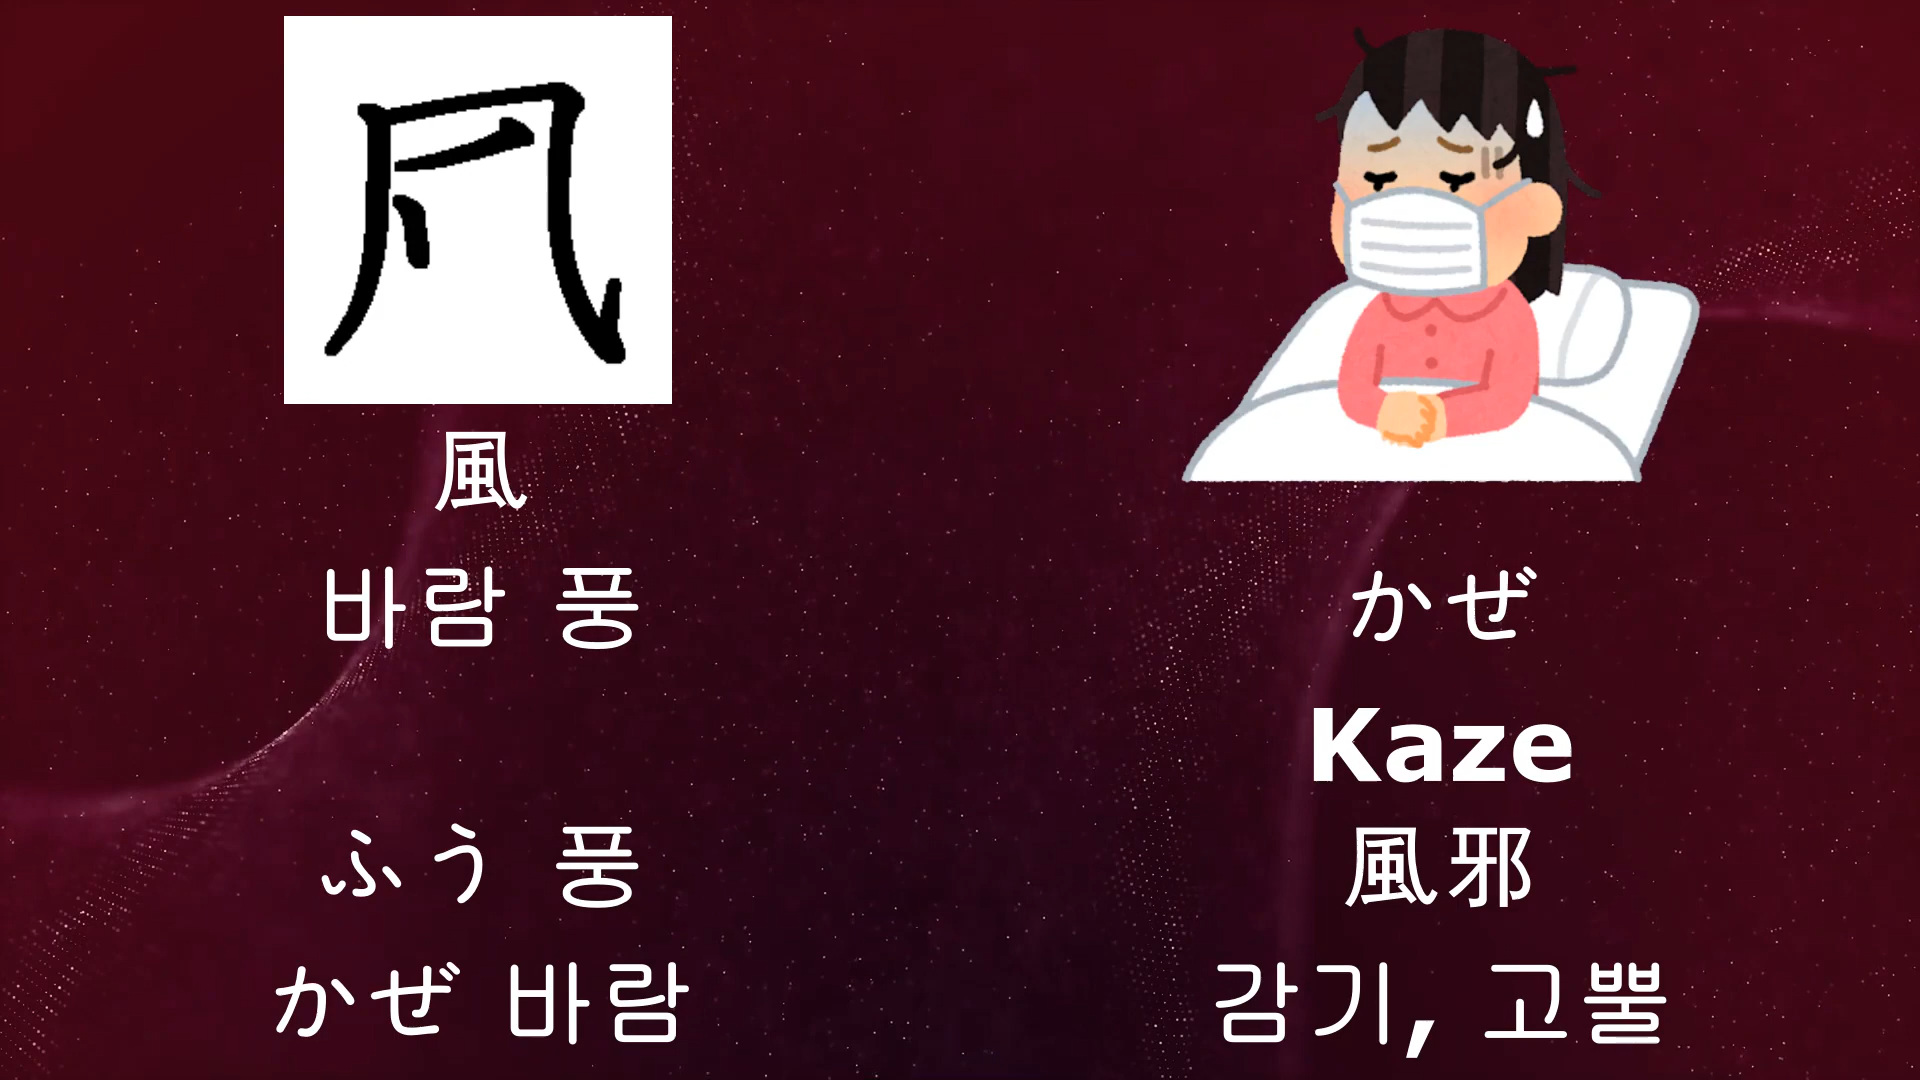 風
바람 풍
ふう 풍
かぜ 바람
かぜ
Kaze
風邪
감기, 고뿔